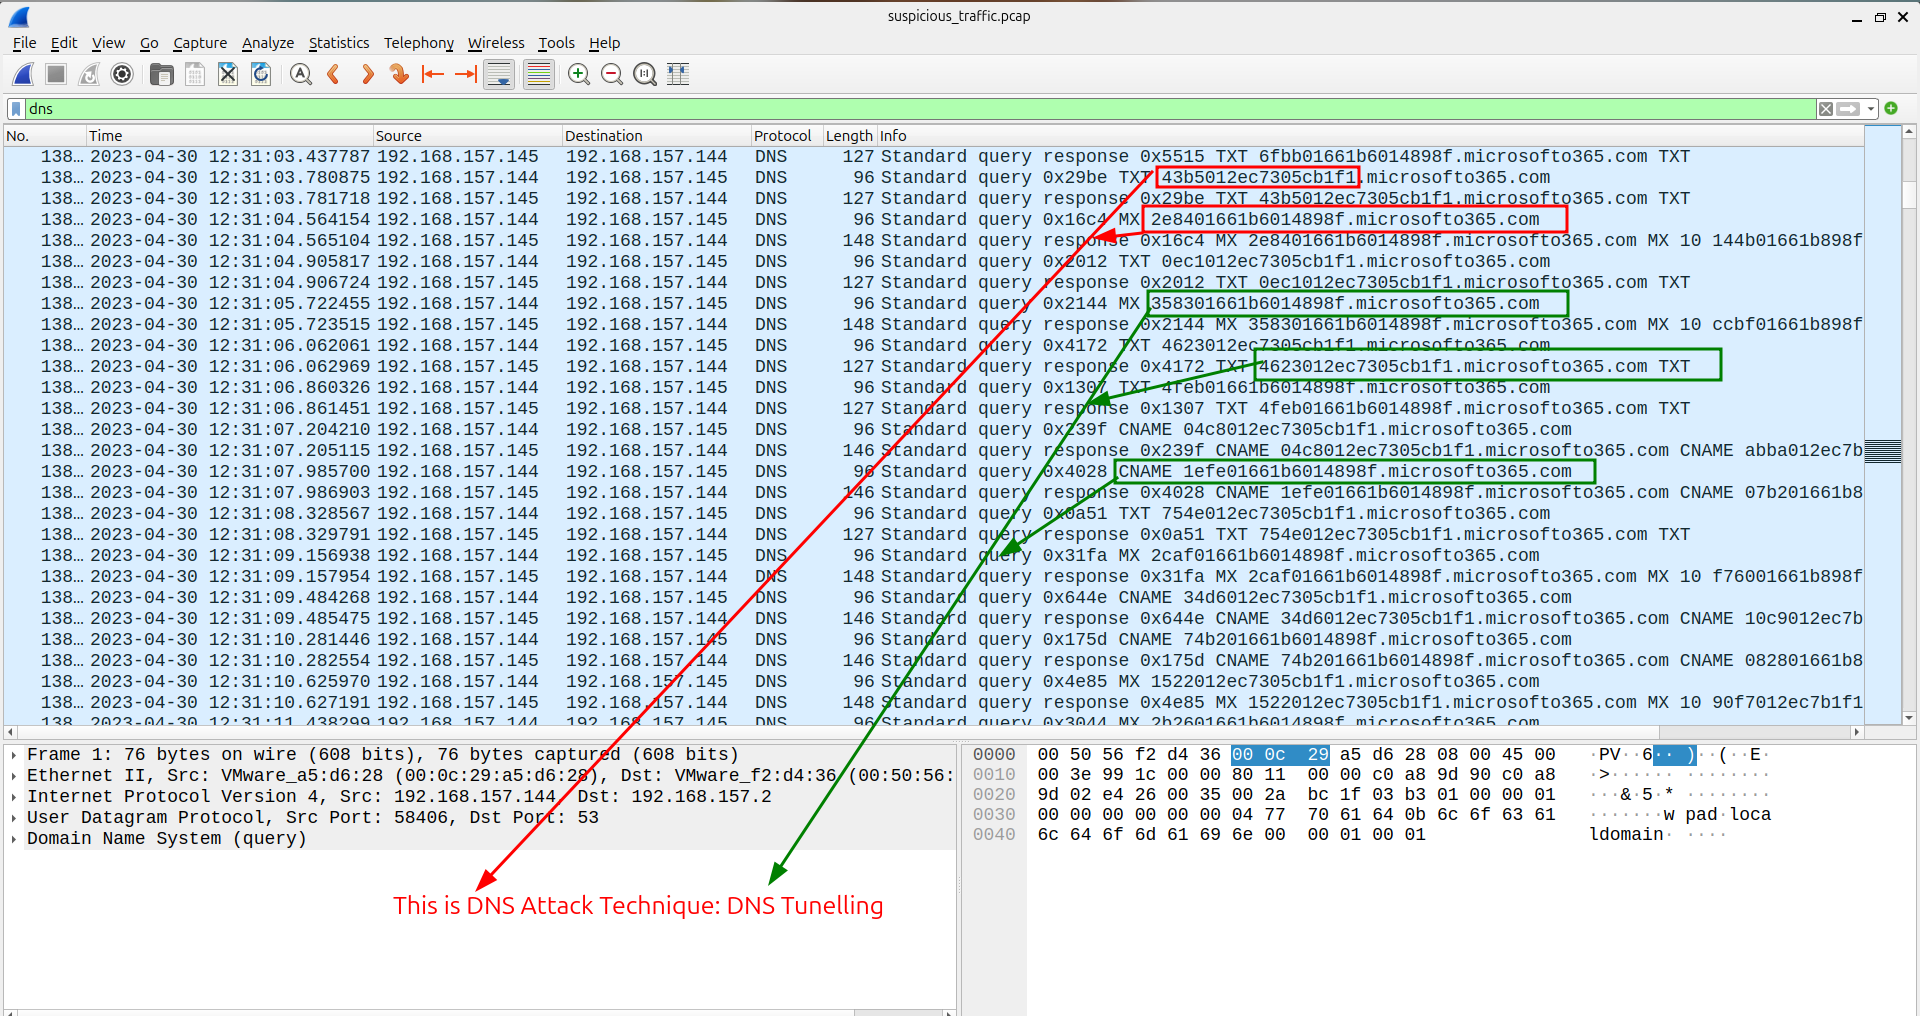 suspicious_traffic.pcap
File Edit View Go Capture Analyze Statistics Telephony Wireless Tools Help
dns
No. Time Source Destination Protocol Length Info
138… 2023-04-30 12:31:03.437787 192.168.157.145 192.168.157.144 DNS 127 Standard query response 0x5515 TXT 6fbb01661b6014898f.microsofto365.com TXT
138… 2023-04-30 12:31:03.780875 192.168.157.144 192.168.157.145 DNS 96 Standard query 0x29be TXT 43b5012ec7305cb1f1.microsofto365.com
138… 2023-04-30 12:31:03.781718 192.168.157.145 192.168.157.144 DNS 127 Standard query response 0x29be TXT 43b5012ec7305cb1f1.microsofto365.com TXT
138… 2023-04-30 12:31:04.564154 192.168.157.144 192.168.157.145 DNS 96 Standard query 0x16c4 MX 2e8401661b6014898f.microsofto365.com
138… 2023-04-30 12:31:04.565104 192.168.157.145 192.168.157.144 DNS 148 Standard query response 0x16c4 MX 2e8401661b6014898f.microsofto365.com MX 10 144b01661b898f
138… 2023-04-30 12:31:04.905817 192.168.157.144 192.168.157.145 DNS 96 Standard query 0x2012 TXT 0ec1012ec7305cb1f1.microsofto365.com
138… 2023-04-30 12:31:04.906724 192.168.157.145 192.168.157.144 DNS 127 Standard query response 0x2012 TXT 0ec1012ec7305cb1f1.microsofto365.com TXT
138… 2023-04-30 12:31:05.722455 192.168.157.144 192.168.157.145 DNS 96 Standard query 0x2144 MX 358301661b6014898f.microsofto365.com
138… 2023-04-30 12:31:05.723515 192.168.157.145 192.168.157.144 DNS 148 Standard query response 0x2144 MX 358301661b6014898f.microsofto365.com MX 10 ccbf01661b898f
138… 2023-04-30 12:31:06.062061 192.168.157.144 192.168.157.145 DNS 96 Standard query 0x4172 TXT 4623012ec7305cb1f1.microsofto365.com
138… 2023-04-30 12:31:06.062969 192.168.157.145 192.168.157.144 DNS 127 Standard query response 0x4172 TXT 4623012ec7305cb1f1.microsofto365.com TXT
138… 2023-04-30 12:31:06.860326 192.168.157.144 192.168.157.145 DNS 96 Standard query 0x1307 TXT 4feb01661b6014898f.microsofto365.com
138… 2023-04-30 12:31:06.861451 192.168.157.145 192.168.157.144 DNS 127 Standard query response 0x1307 TXT 4feb01661b6014898f.microsofto365.com TXT
138… 2023-04-30 12:31:07.204210 192.168.157.144 192.168.157.145 DNS 96 Standard query 0x239f CNAME 04c8012ec7305cb1f1.microsofto365.com
138… 2023-04-30 12:31:07.205115 192.168.157.145 192.168.157.144 DNS 146 Standard query response 0x239f CNAME 04c8012ec7305cb1f1.microsofto365.com CNAME abba012ec7b
138… 2023-04-30 12:31:07.985700 192.168.157.144 192.168.157.145 DNS 96 Standard query 0x4028 CNAME 1efe01661b6014898f.microsofto365.com
138… 2023-04-30 12:31:07.986903 192.168.157.145 192.168.157.144 DNS 146 Standard query response 0x4028 CNAME 1efe01661b6014898f.microsofto365.com CNAME 07b201661b8
138… 2023-04-30 12:31:08.328567 192.168.157.144 192.168.157.145 DNS 96 Standard query 0x0a51 TXT 754e012ec7305cb1f1.microsofto365.com
138… 2023-04-30 12:31:08.329791 192.168.157.145 192.168.157.144 DNS 127 Standard query response 0x0a51 TXT 754e012ec7305cb1f1.microsofto365.com TXT
138… 2023-04-30 12:31:09.156938 192.168.157.144 192.168.157.145 DNS 96 Standard query 0x31fa MX 2caf01661b6014898f.microsofto365.com
138… 2023-04-30 12:31:09.157954 192.168.157.145 192.168.157.144 DNS 148 Standard query response 0x31fa MX 2caf01661b6014898f.microsofto365.com MX 10 f76001661b898f
138… 2023-04-30 12:31:09.484268 192.168.157.144 192.168.157.145 DNS 96 Standard query 0x644e CNAME 34d6012ec7305cb1f1.microsofto365.com
138… 2023-04-30 12:31:09.485475 192.168.157.145 192.168.157.144 DNS 146 Standard query response 0x644e CNAME 34d6012ec7305cb1f1.microsofto365.com CNAME 10c9012ec7b
138… 2023-04-30 12:31:10.281446 192.168.157.144 192.168.157.145 DNS 96 Standard query 0x175d CNAME 74b201661b6014898f.microsofto365.com
138… 2023-04-30 12:31:10.282554 192.168.157.145 192.168.157.144 DNS 146 Standard query response 0x175d CNAME 74b201661b6014898f.microsofto365.com CNAME 082801661b8
138… 2023-04-30 12:31:10.625970 192.168.157.144 192.168.157.145 DNS 96 Standard query 0x4e85 MX 1522012ec7305cb1f1.microsofto365.com
138… 2023-04-30 12:31:10.627191 192.168.157.145 192.168.157.144 DNS 148 Standard query response 0x4e85 MX 1522012ec7305cb1f1.microsofto365.com MX 10 90f7012ec7b1f1
138 2023-04-30 12:31:11.438299 192.168.157.144 192.168.157.145 DNS 96 Standard query 0x3044 MX 2b2601661b6014898f.microsofto365.com
Frame 1: 76 bytes on wire (608 bits), 76 bytes captured (608 bits)
Ethernet II, Src: VMware_a5:d6:28 (00:0c:29:a5:d6:28), Dst: VMware_f2:d4:36 (00:50:56:
Internet Protocol Version 4, Src: 192.168.157.144, Dst: 192.168.157.2
User Datagram Protocol, Src Port: 58406, Dst Port: 53
Domain Name System (query)
This is DNS Attack Technique: DNS Tunelling
0000 00 50 56 f2 d4 36 00 0c 29 a5 d6 28 08 00 45 00 ·PV··6·· )··(··E·
0010 00 3e 99 1c 00 00 80 11 00 00 c0 a8 9d 90 c0 a8 ·>······ ········
0020 9d 02 e4 26 00 35 00 2a bc 1f 03 b3 01 00 00 01 ···&·5·* ········
0030 00 00 00 00 00 00 04 77 70 61 64 0b 6c 6f 63 61 ·······w pad·loca
0040 6c 64 6f 6d 61 69 6e 00 00 01 00 01 ldomain· ····